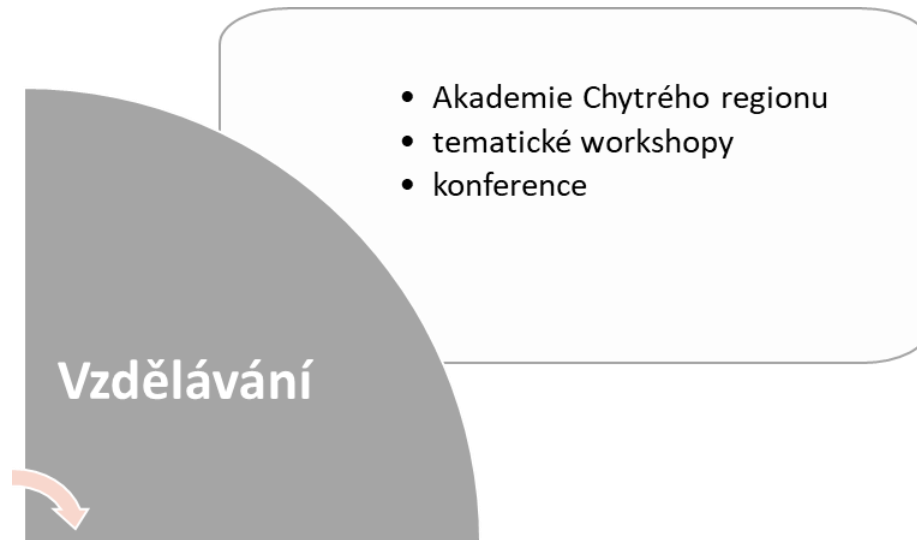 • Akademie Chytrého regionu
• tematické workshopy
• konference
Vzdělávání